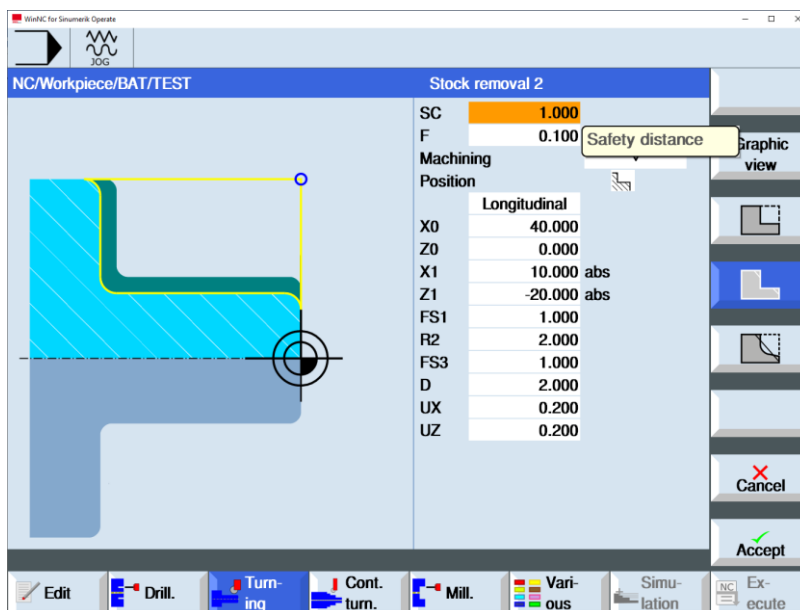 WinNC for Sinumerik Operate
JOG
NC/Workpiece/BAT/TEST
Stock removal 2
SC 1.000
F 0.100
Safety distance
Machining
Position
Longitudinal
X0 40.000
Z0 0.000
X1 10.000 abs
Z1 -20.000 abs
FS1 1.000
R2 2.000
FS3 1.000
D 2.000
UX 0.200
UZ 0.200
Graphic
view
Cancel
Accept
Edit
Drill.
Turn-
ing
Cont.
turn.
Mill.
Vari-
ous
Simu-
lation
NC
Ex-
ecute